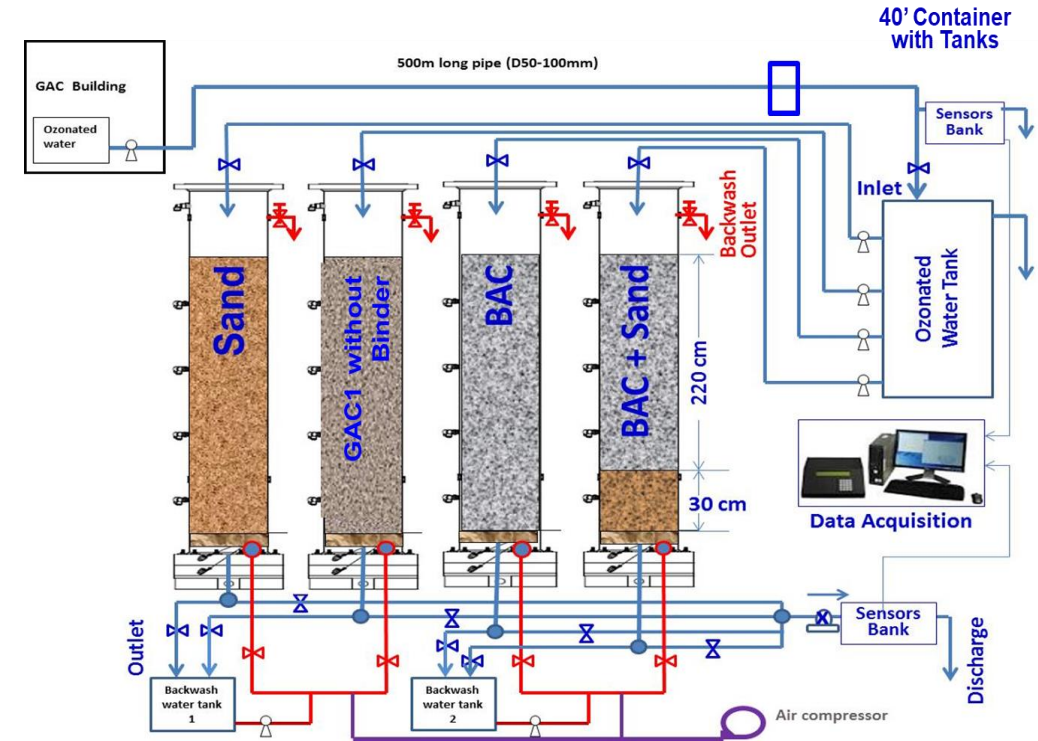 40’ Container
with Tanks
500m long pipe (D50-100mm)
GAC Building
Ozonated
water
Sensors
Bank
Inlet
Backwash
Outlet
Sand
GAC1 without
Binder
BAC
BAC + Sand
220 cm
30 cm
Ozonated
Water Tank
Data Acquisition
Outlet
Backwash
water tank
1
Backwash
water tank
2
X
Sensors
Bank
Discharge
Air compressor